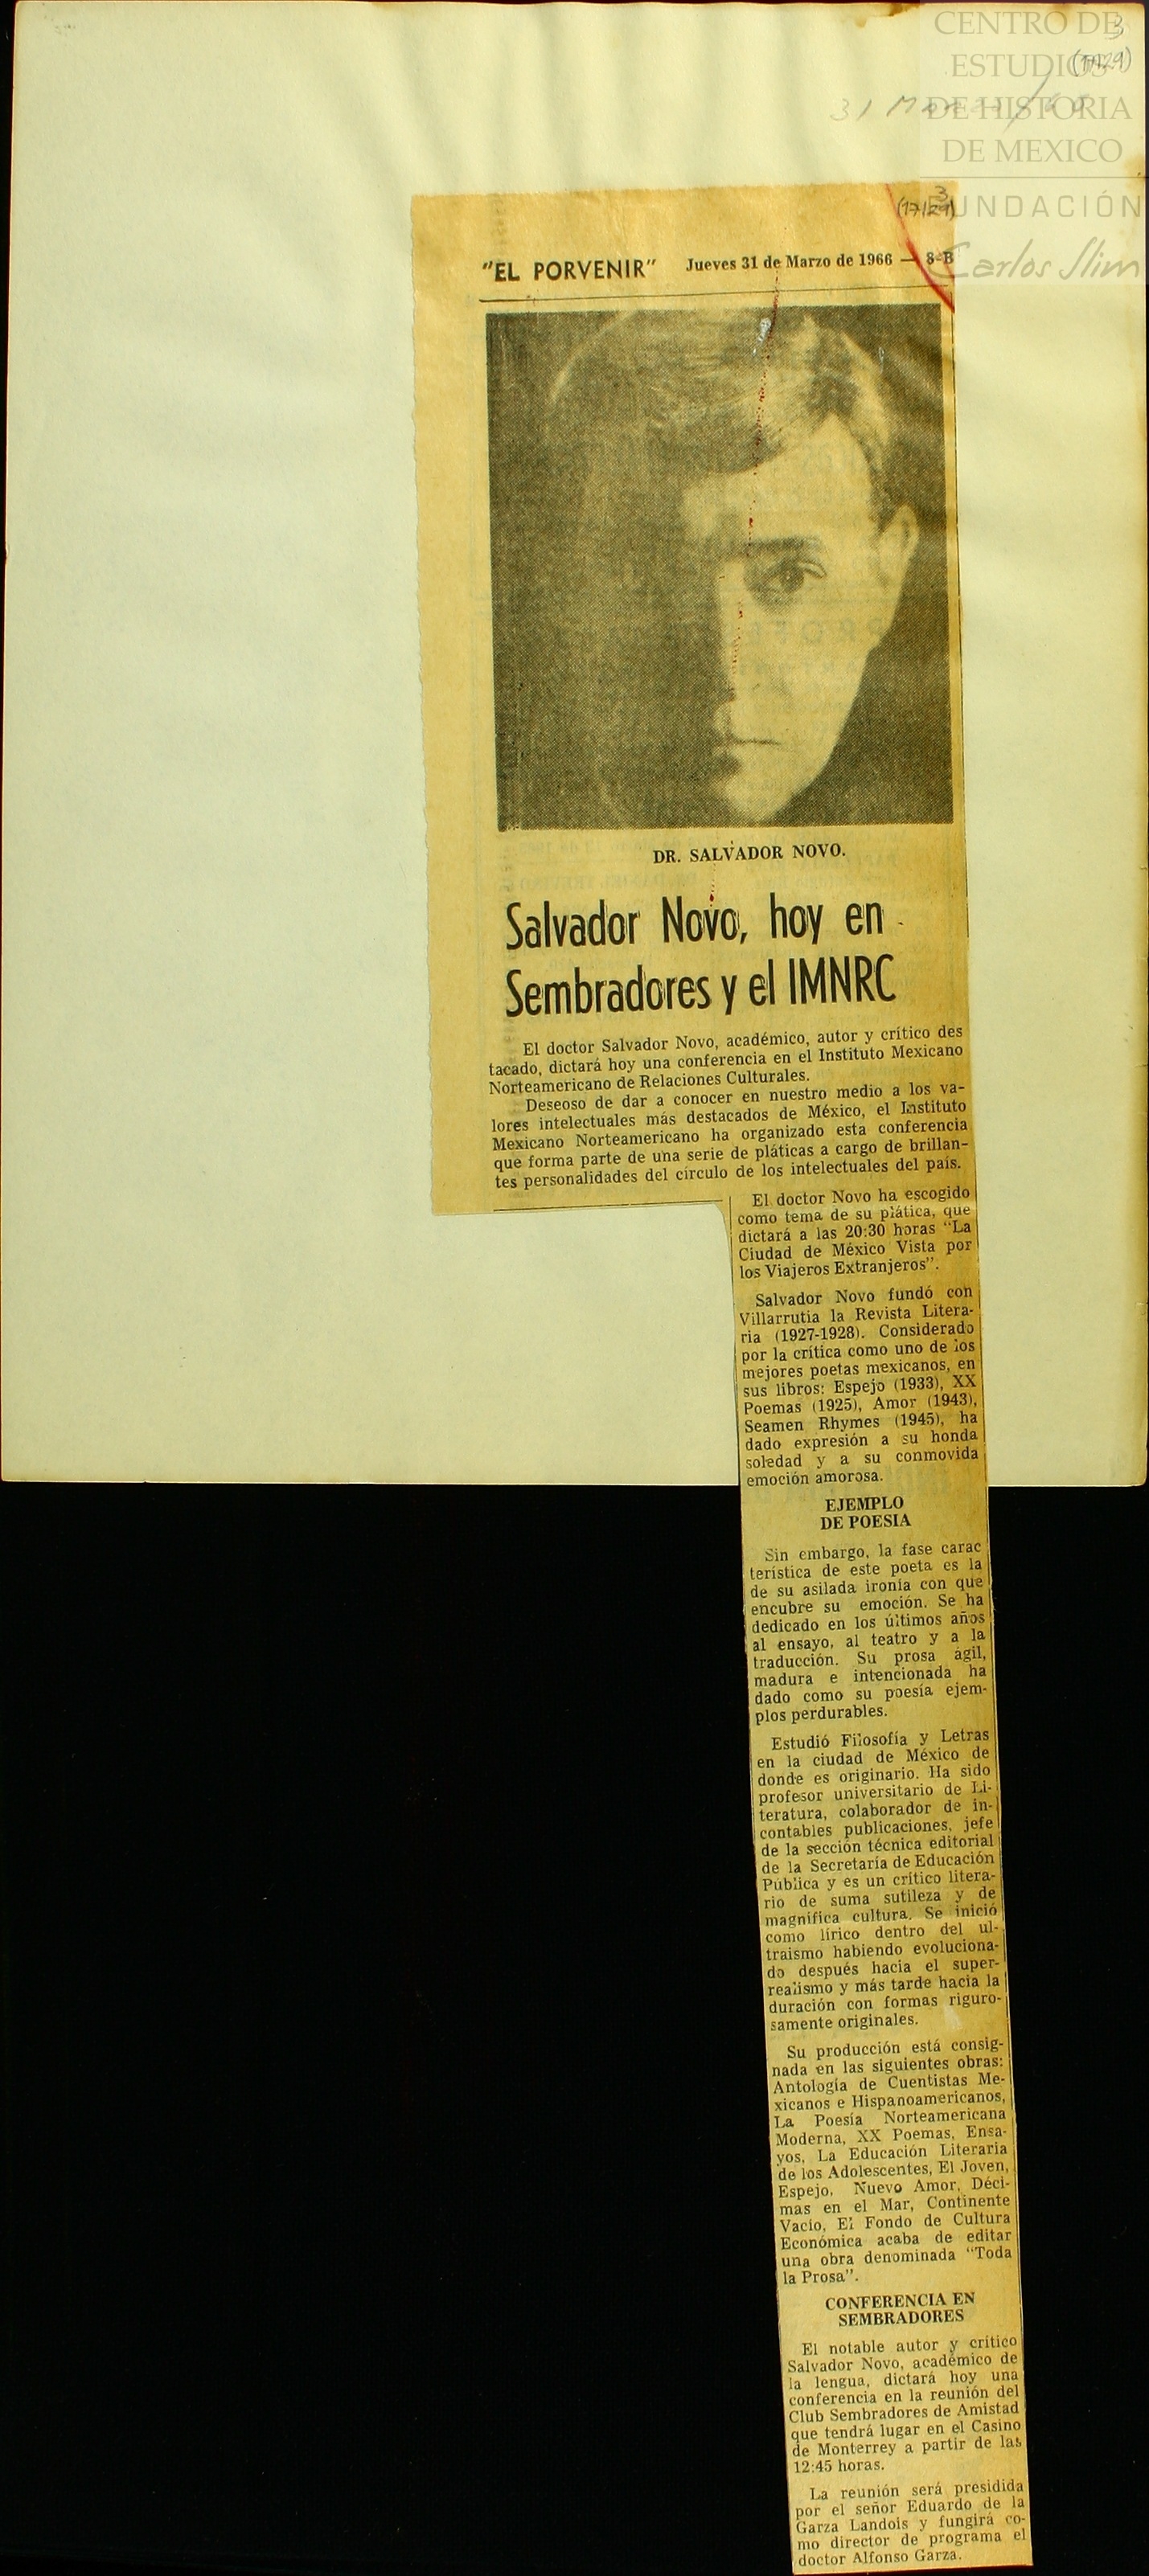 CENTRO DE
ESTUDIOS
DE HISTORIA
DE MEXICO
FUNDACIÓN
Carlos Slim
3
(17/29)
31 Marzo / 66
3
(17/29)
"EL PORVENIR" Jueves 31 de Marzo de 1966 — 8-B
DR. SALVADOR NOVO.
Salvador Novo, hoy en
Sembradores y el IMNRC
El doctor Salvador Novo, académico, autor y crítico des
tacado, dictará hoy una conferencia en el Instituto Mexicano
Norteamericano de Relaciones Culturales.
Deseoso de dar a conocer en nuestro medio a los va-
lores intelectuales más destacados de México, el Instituto
Mexicano Norteamericano ha organizado esta conferencia
que forma parte de una serie de pláticas a cargo de brillan-
tes personalidades del círculo de los intelectuales del país.
El doctor Novo ha escogido
como tema de su plática, que
dictará a las 20:30 horas "La
Ciudad de México Vista por
los Viajeros Extranjeros".
Salvador Novo fundó con
Villarrutia la Revista Litera-
ria (1927-1928). Considerado
por la crítica como uno de los
mejores poetas mexicanos, en
sus libros: Espejo (1933), XX
Poemas (1925), Amor (1943),
Seamen Rhymes (1945), ha
dado expresión a su honda
soledad y a su conmovida
emoción amorosa.
EJEMPLO
DE POESIA
Sin embargo, la fase carac
terística de este poeta es la
de su asilada ironía con que
encubre su emoción. Se ha
dedicado en los últimos años
al ensayo, al teatro y a la
traducción. Su prosa ágil,
madura e intencionada ha
dado como su poesía ejem-
plos perdurables.
Estudió Filosofía y Letras
en la ciudad de México de
donde es originario. Ha sido
profesor universitario de Li-
teratura, colaborador de in-
contables publicaciones, jefe
de la sección técnica editorial
de la Secretaría de Educación
Pública y es un crítico litera-
rio de suma sutileza y de
magnífica cultura. Se inició
como lírico dentro del ul-
traismo habiendo evoluciona-
do después hacia el super-
realismo y más tarde hacia la
duración con formas riguro-
samente originales.
Su producción está consig-
nada en las siguientes obras:
Antología de Cuentistas Me-
xicanos e Hispanoamericanos,
La Poesía Norteamericana
Moderna, XX Poemas, Ensa-
yos, La Educación Literaria
de los Adolescentes, El Joven,
Espejo, Nuevo Amor, Déci-
mas en el Mar, Continente
Vacío, El Fondo de Cultura
Económica acaba de editar
una obra denominada "Toda
la Prosa".
CONFERENCIA EN
SEMBRADORES
El notable autor y crítico
Salvador Novo, académico de
la lengua, dictará hoy una
conferencia en la reunión del
Club Sembradores de Amistad
que tendrá lugar en el Casino
de Monterrey a partir de las
12:45 horas.
La reunión será presidida
por el señor Eduardo de la
Garza Landois y fungirá co-
mo director de programa el
doctor Alfonso Garza.